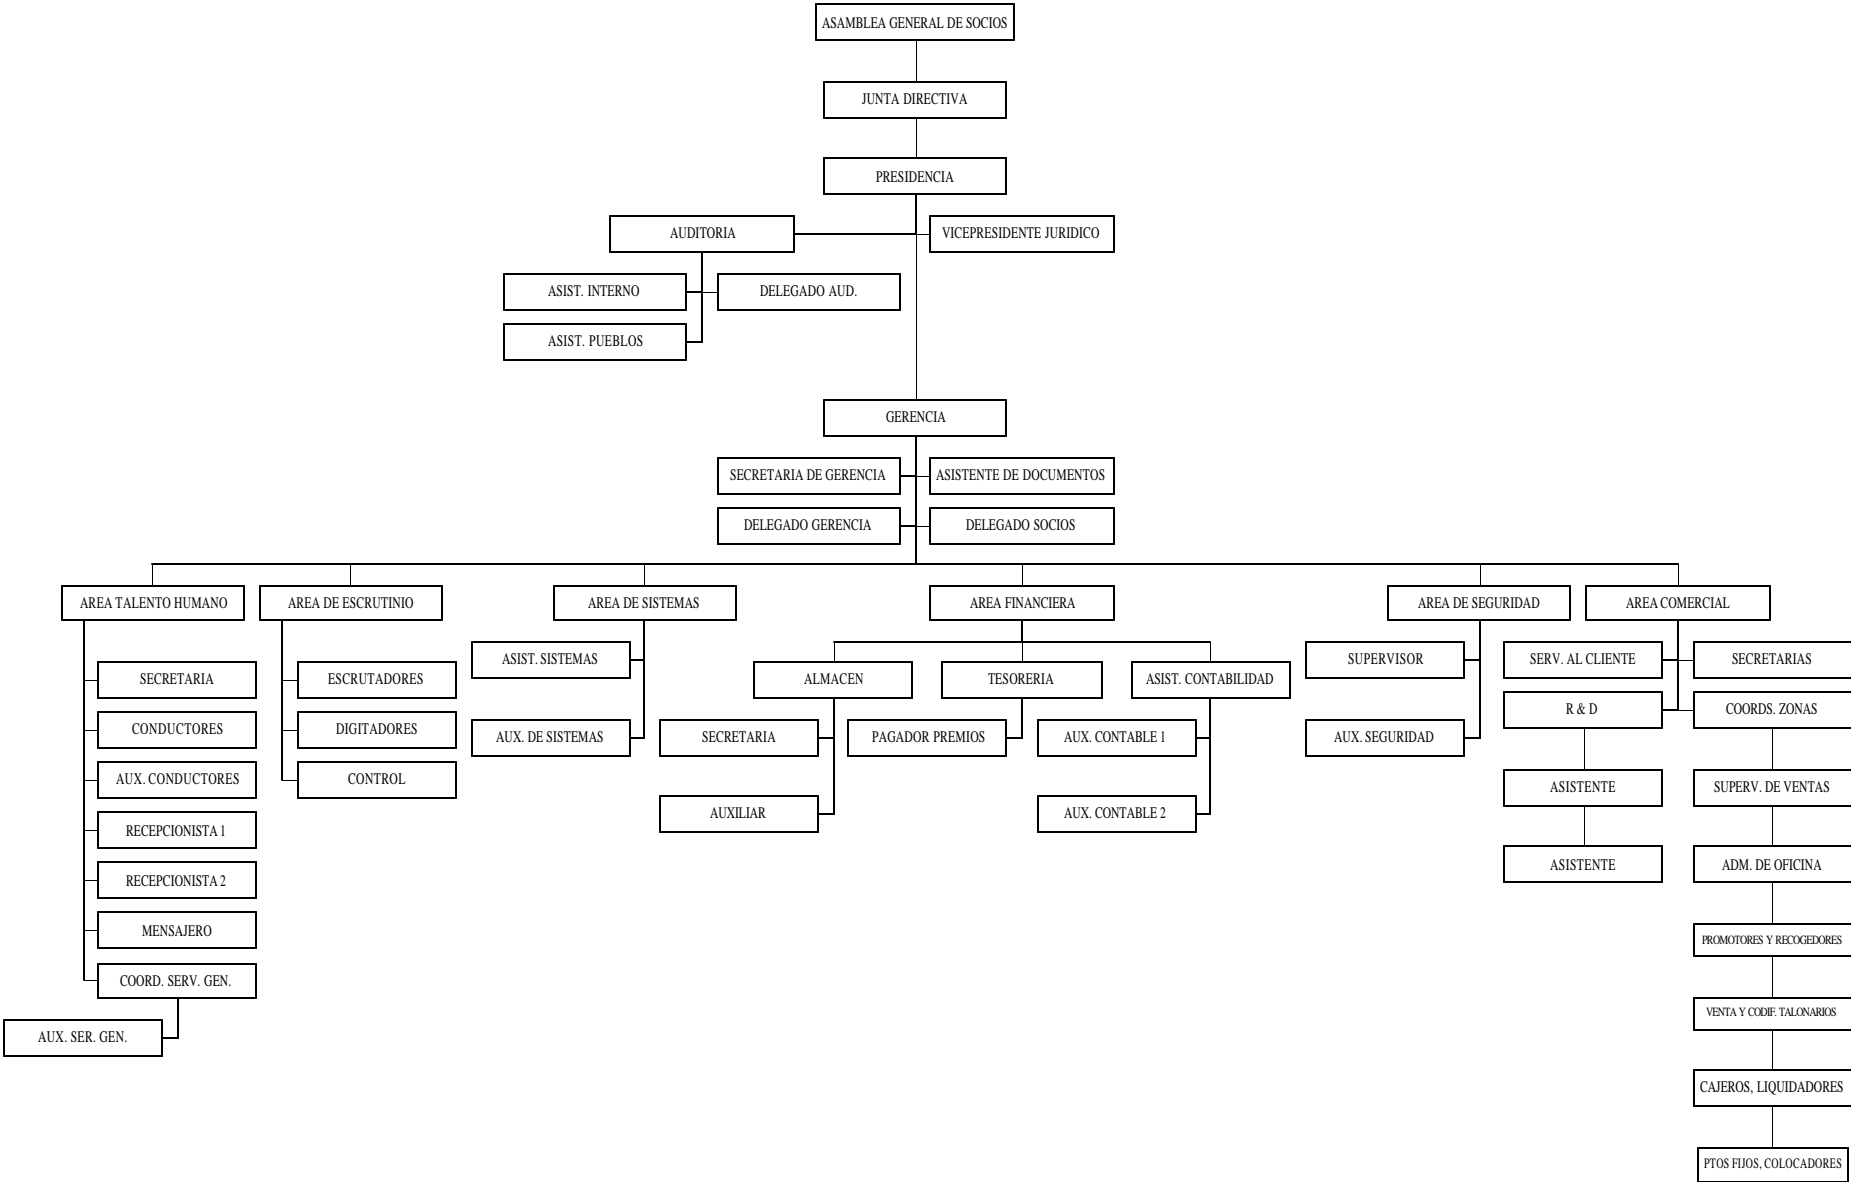 ASAMBLEA GENERAL DE SOCIOS
JUNTA DIRECTIVA
PRESIDENCIA
AUDITORIA
VICEPRESIDENTE JURIDICO
ASIST. INTERNO
DELEGADO AUD.
ASIST. PUEBLOS
GERENCIA
SECRETARIA DE GERENCIA
ASISTENTE DE DOCUMENTOS
DELEGADO GERENCIA
DELEGADO SOCIOS
AREA TALENTO HUMANO
AREA DE ESCRUTINIO
AREA DE SISTEMAS
AREA FINANCIERA
AREA DE SEGURIDAD
AREA COMERCIAL
SECRETARIA
CONDUCTORES
AUX. CONDUCTORES
RECEPCIONISTA 1
RECEPCIONISTA 2
MENSAJERO
COORD. SERV. GEN.
AUX. SER. GEN.
ESCRUTADORES
DIGITADORES
CONTROL
ASIST. SISTEMAS
AUX. DE SISTEMAS
ALMACEN
SECRETARIA
AUXILIAR
TESORERIA
PAGADOR PREMIOS
ASIST. CONTABILIDAD
AUX. CONTABLE 1
AUX. CONTABLE 2
SUPERVISOR
AUX. SEGURIDAD
SERV. AL CLIENTE
R & D
ASISTENTE
ASISTENTE
SECRETARIAS
COORDS. ZONAS
SUPERV. DE VENTAS
ADM. DE OFICINA
PROMOTORES Y RECOGEDORES
VENTA Y CODIF. TALONARIOS
CAJEROS, LIQUIDADORES
PTOS FIJOS, COLOCADORES